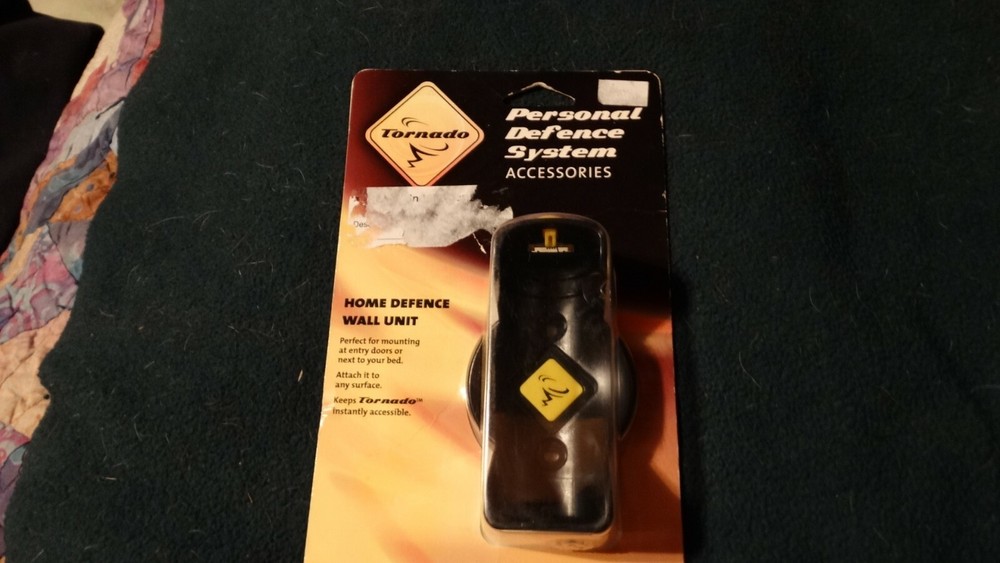 Tornado
Personal
Defence
System
ACCESSORIES
HOME DEFENCE
WALL UNIT
Perfect for mounting
at entry doors or
next to your bed.
Attach it to
any surface.
Keeps Tornado™
instantly accessible.